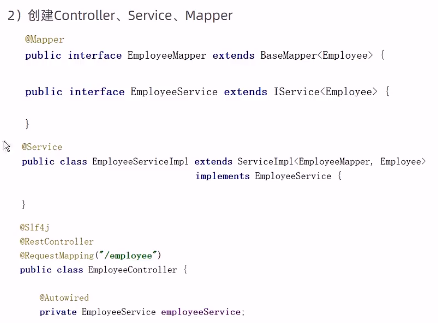 2）创建Controller、Service、Mapper
@Mapper
public interface EmployeeMapper extends BaseMapper<Employee> {
public interface EmployeeService extends IService<Employee> {
}
@Service
public class EmployeeServiceImpl extends ServiceImpl<EmployeeMapper, Employee>
implements EmployeeService {
}
@Slf4j
@RestController
@RequestMapping("/employee")
public class EmployeeController {
@Autowired
private EmployeeService employeeService;